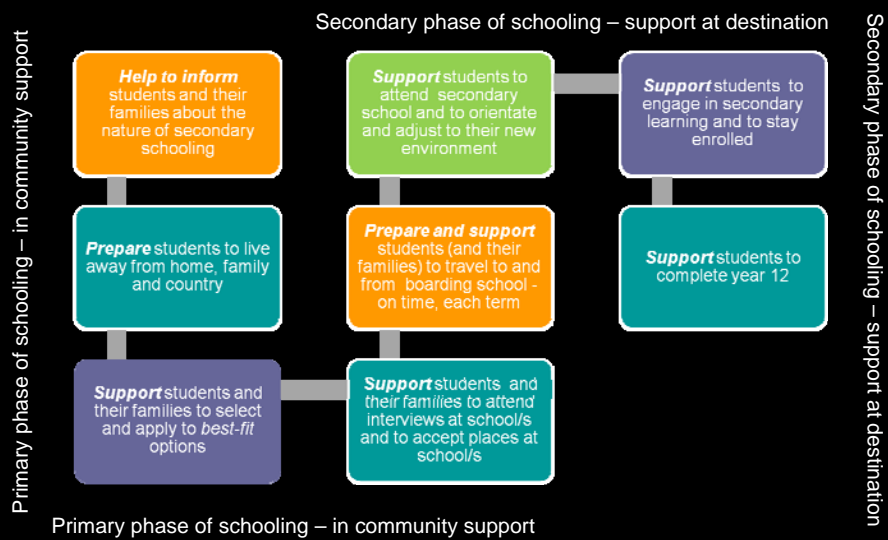 Secondary phase of schooling – support at destination
Primary phase of schooling – in community support
Help to inform
students and their
families about the
nature of secondary
schooling
Prepare students to live
away from home, family
and country
Support students and
their families to select
and apply to best-fit
options
Support students and
their families to attend
interviews at school/s
and to accept places at
school/s
Prepare and support
students (and their
families) to travel to and
from boarding school -
on time, each term
Support students to
attend secondary
school and to orientate
and adjust to their new
environment
Support students to
engage in secondary
learning and to stay
enrolled
Support students to
complete year 12
Secondary phase of schooling – support at destination
Primary phase of schooling – in community support